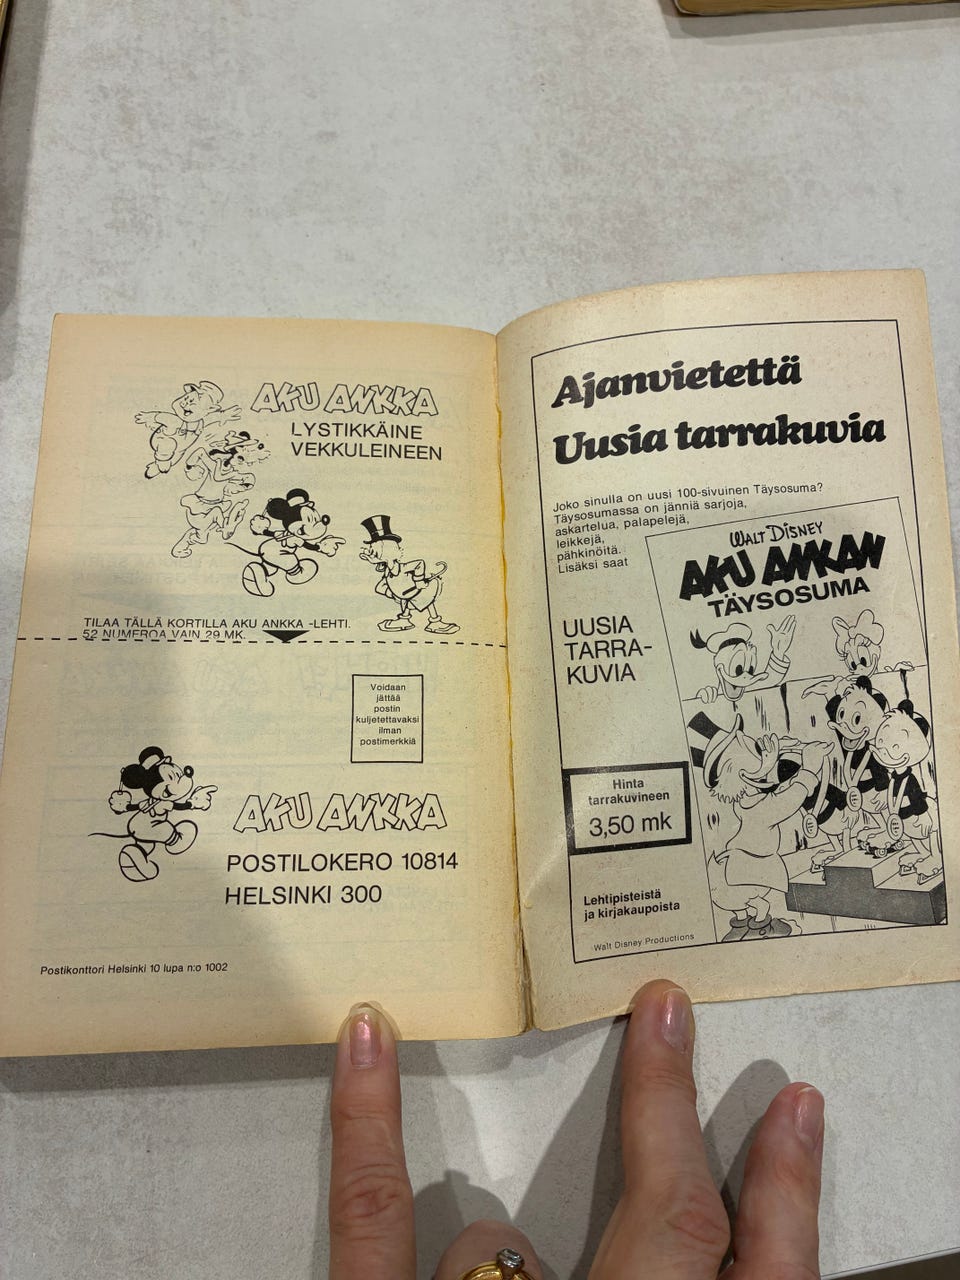 AKU ANKKA
LYSTIKKÄINE
VEKKULEINEEN
TILAA TÄLLÄ KORTILLA AKU ANKKA -LEHTI.
52 NUMEROA VAIN 29 MK.
Voidaan
jättää
postin
kuljetettavaksi
ilman
postimerkkiä
AKU ANKKA
POSTILOKERO 10814
HELSINKI 300
Postikonttori Helsinki 10 lupa n:o 1002
Ajanvietettä
Uusia tarrakuvia
Joko sinulla on uusi 100-sivuinen Täysosuma?
Täysosumassa on jänniä sarjoja,
askartelua, palapelejä,
leikkejä,
pähkinöitä.
Lisäksi saat
UUSIA
TARRA-
KUVIA
WALT DISNEY
AKU ANKAN
TÄYSOSUMA
Hinta
tarrakuvineen
3,50 mk
Lehtipisteistä
ja kirjakaupoista
Walt Disney Productions